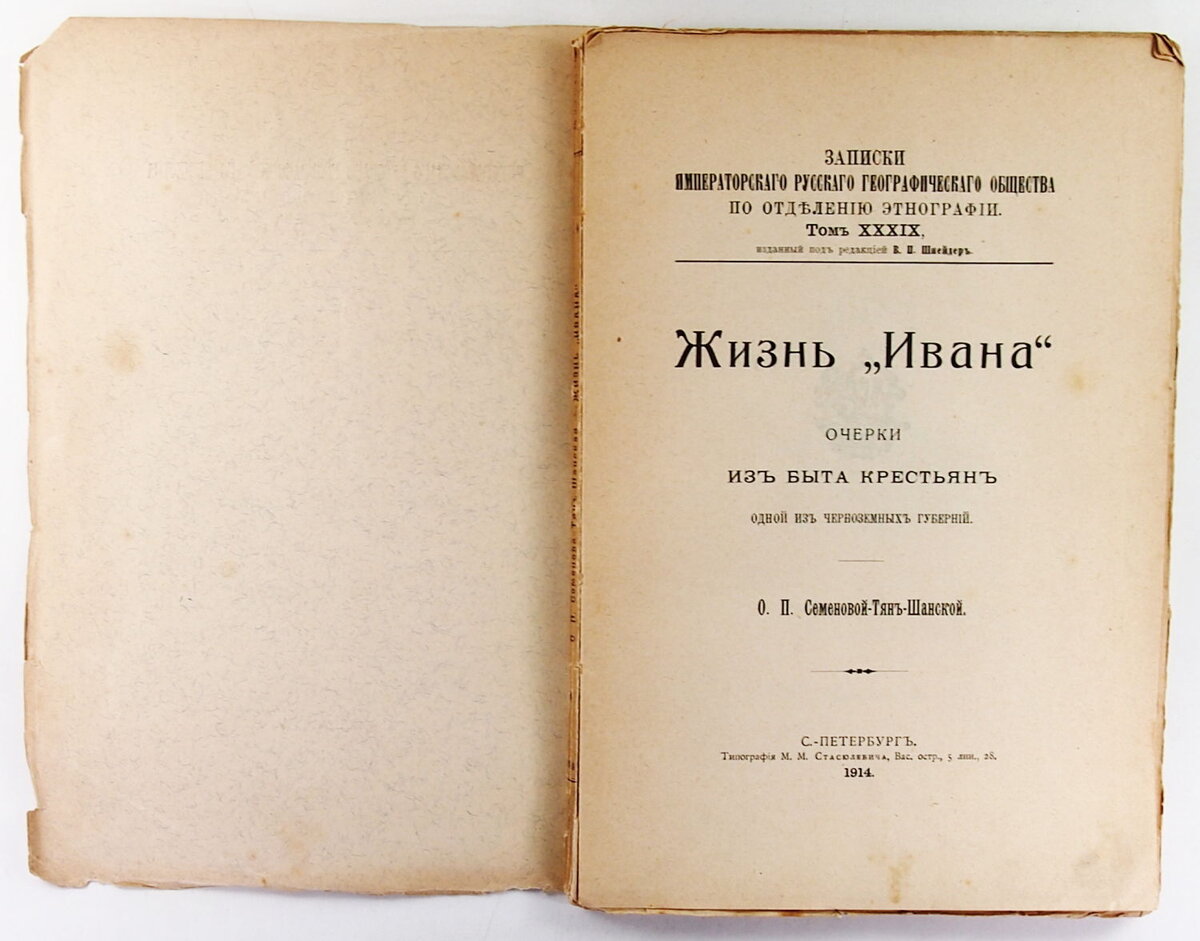 ЗАПИСКИ
ИМПЕРАТОРСКАГО РУССКАГО ГЕОГРАФИЧЕСКАГО ОБЩЕСТВА
ПО ОТДѢЛЕНІЮ ЭТНОГРАФІИ.
Томъ XXXIX,
изданный подъ редакціей В. П. Шнейдеръ.
Жизнь „Ивана“
ОЧЕРКИ
ИЗЪ БЫТА КРЕСТЬЯНЪ
ОДНОЙ ИЗЪ ЧЕРНОЗЕМНЫХЪ ГУБЕРНІЙ.
О. П. Семеновой-Тянъ-Шанской.
С.-ПЕТЕРБУРГЪ.
Типографія М. М. Стасюлевича, Вас. остр., 5 лин., 28.
1914.